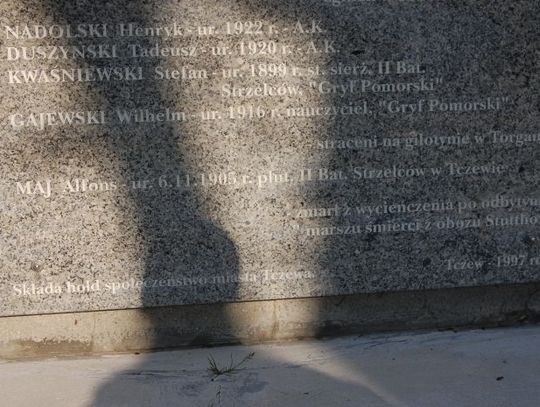 NADOLSKI Henryk - ur. 1922 r. - A.K.
DUSZYŃSKI Tadeusz - ur. 1920 r. - A.K.
KWAŚNIEWSKI Stefan - ur. 1899 r. st. sierż. II Bat.
Strzelców, "Gryf Pomorski"
GAJEWSKI Wilhelm - ur. 1916 r. nauczyciel, "Gryf Pomorski"
straceni na gilotynie w Torgau
MAJ Alfons - ur. 6.11.1905 r. plut. II Bat. Strzelców w Tczewie
zmarł z wycieńczenia po odbytym
"marszu śmierci z obozu Stuttho
Składa hołd społeczeństwo miasta Tczewa.
Tczew, 1997 ro